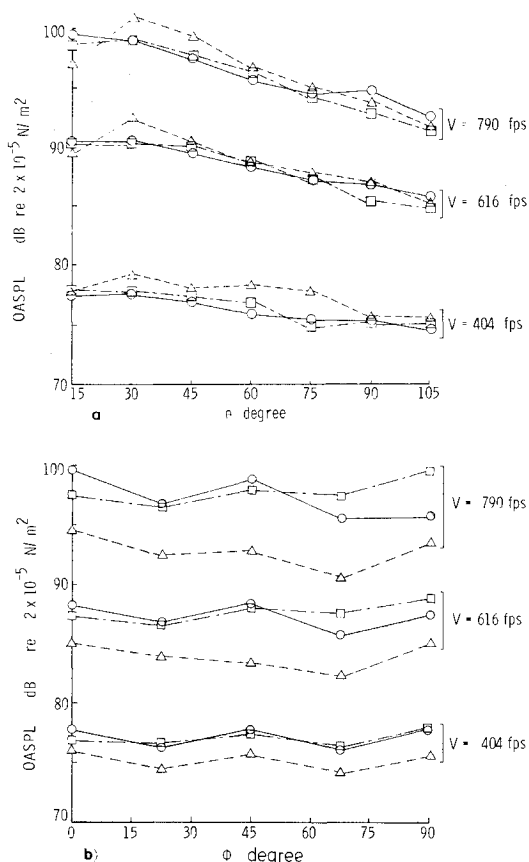 100
90
80
70
OASPL dB re 2 x 10⁻⁵ N/m2
V = 790 fps
V = 616 fps
V = 404 fps
15 30 45 60 75 90 105
a degree
100
90
80
70
OASPL dB re 2 x 10⁻⁵ N/m²
V = 790 fps
V = 616 fps
V = 404 fps
0 15 30 45 60 75 90
b) Φ degree